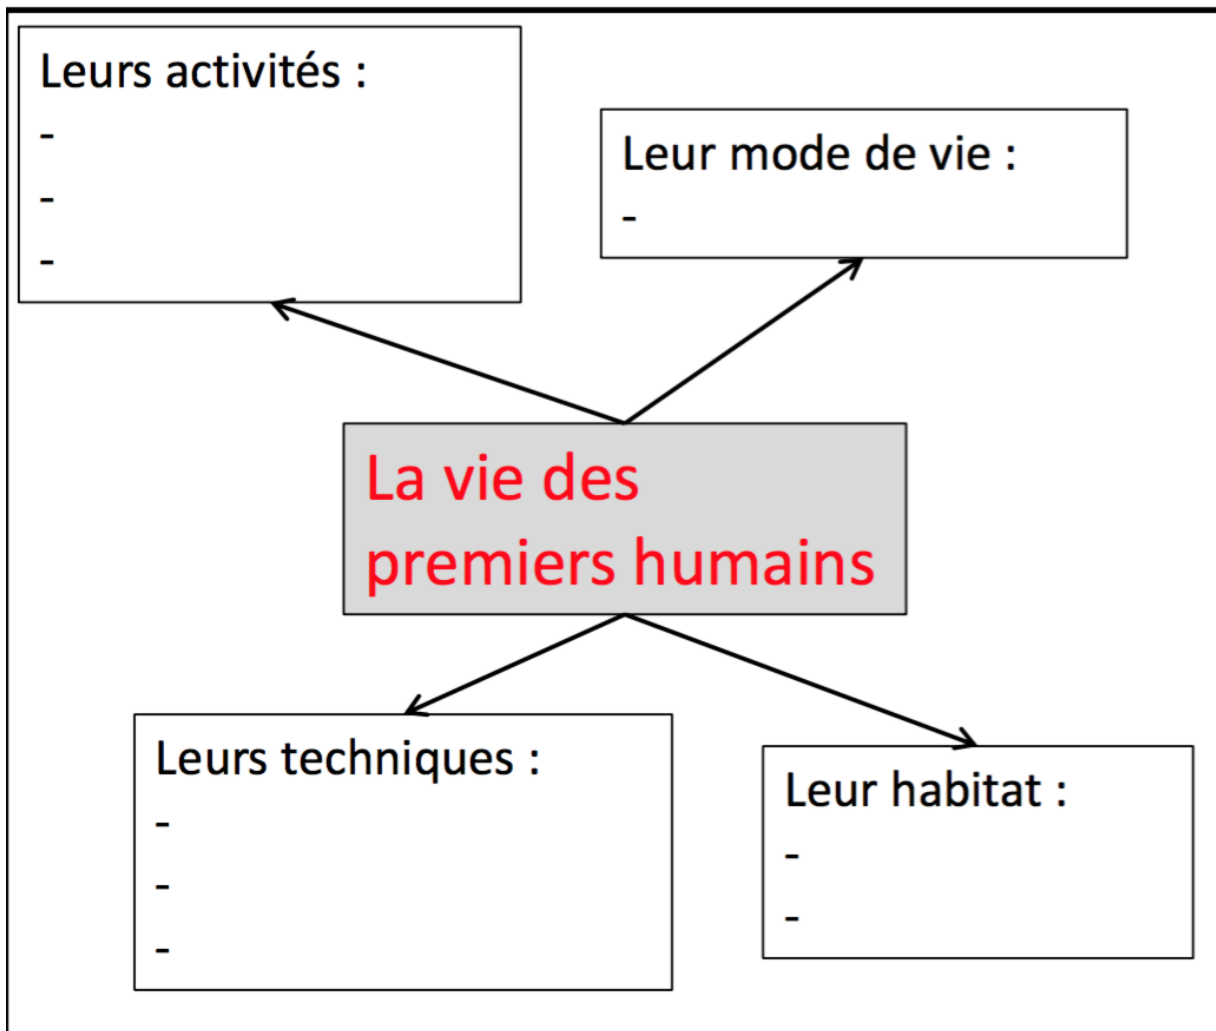 Leurs activités :
-
-
-
Leur mode de vie :
-
La vie des
premiers humains
Leurs techniques :
-
-
-
Leur habitat :
-
-